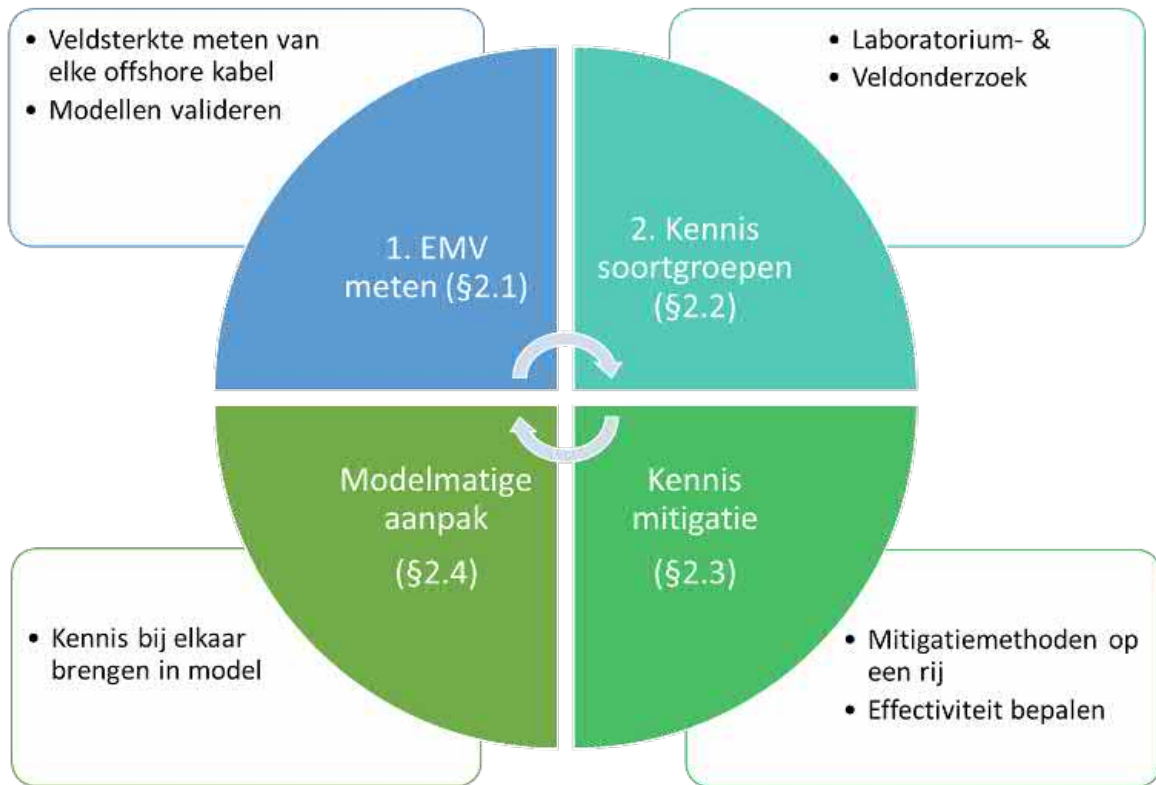 • Veldsterkte meten van
elke offshore kabel
• Modellen valideren
• Laboratorium- &
• Veldonderzoek
1. EMV
meten (§2.1)
2. Kennis
soortgroepen
(§2.2)
Modelmatige
aanpak
(§2.4)
Kennis
mitigatie
(§2.3)
• Kennis bij elkaar
brengen in model
• Mitigatiemethoden op
een rij
• Effectiviteit bepalen